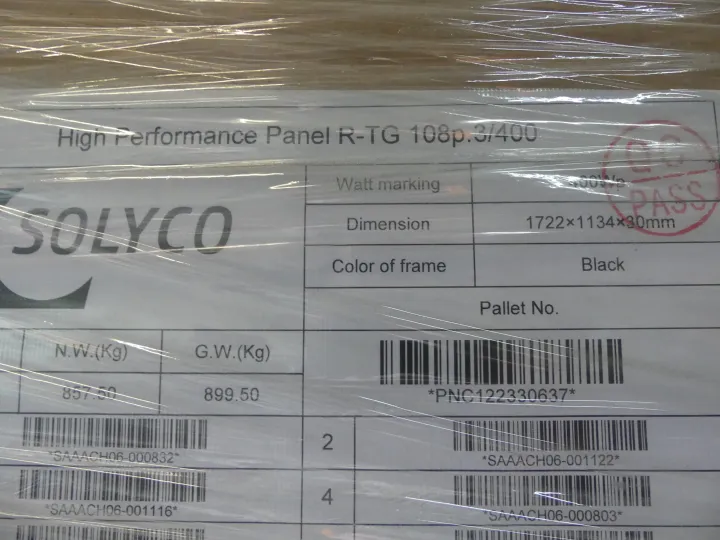 High Performance Panel R-TG 108p.3/400
QC
PASS
Watt marking
400Wp
SOLYCO
Dimension
1722×1134×30mm
Color of frame
Black
Pallet No.
N.W.(Kg)
G.W.(Kg)
857.50
899.50
*PNC122330637*
*SAAACH06-000832*
2
*SAAACH06-001122*
*SAAACH06-001116*
4
*SAAACH06-000803*